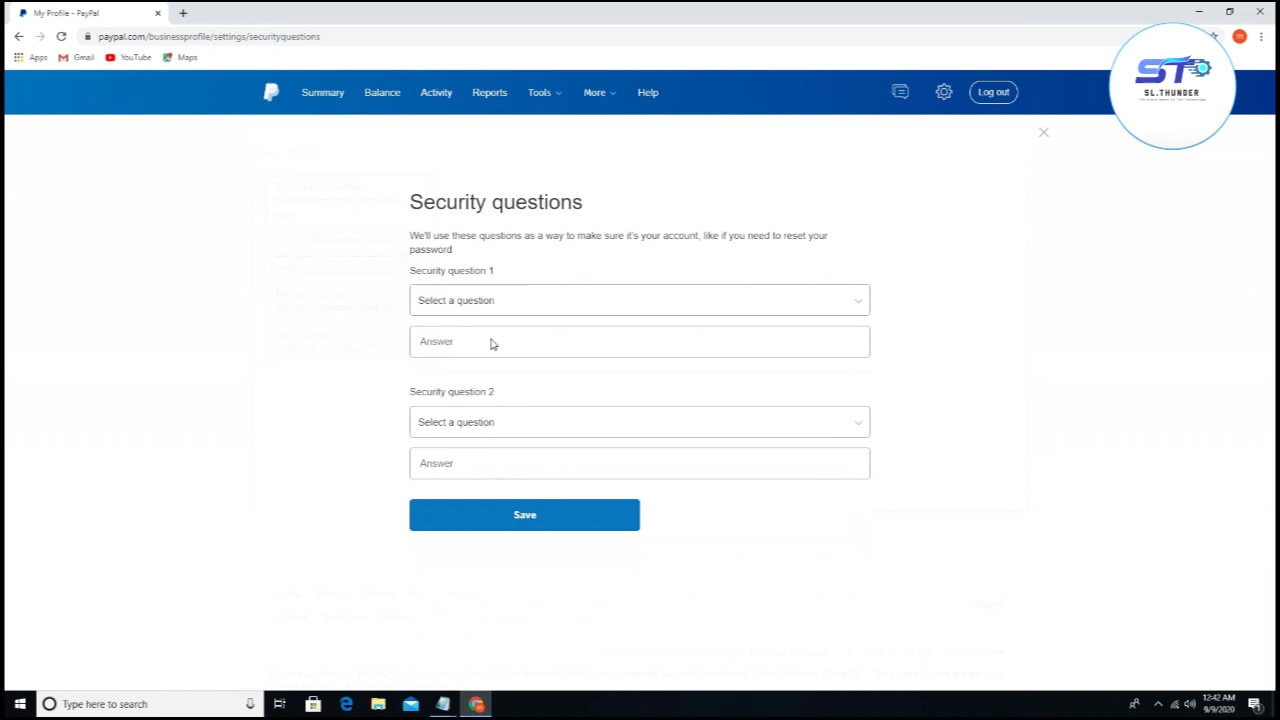 My Profile - PayPal
paypal.com/businessprofile/settings/securityquestions
m
Apps Gmail YouTube Maps
ST
SL.THUNDER
Summary Balance Activity Reports Tools More Help Log out
Security questions
We'll use these questions as a way to make sure it's your account, like if you need to reset your
password
Security question 1
Select a question
Answer
Security question 2
Select a question
Answer
Save
Type here to search
12:42 AM
9/9/2020